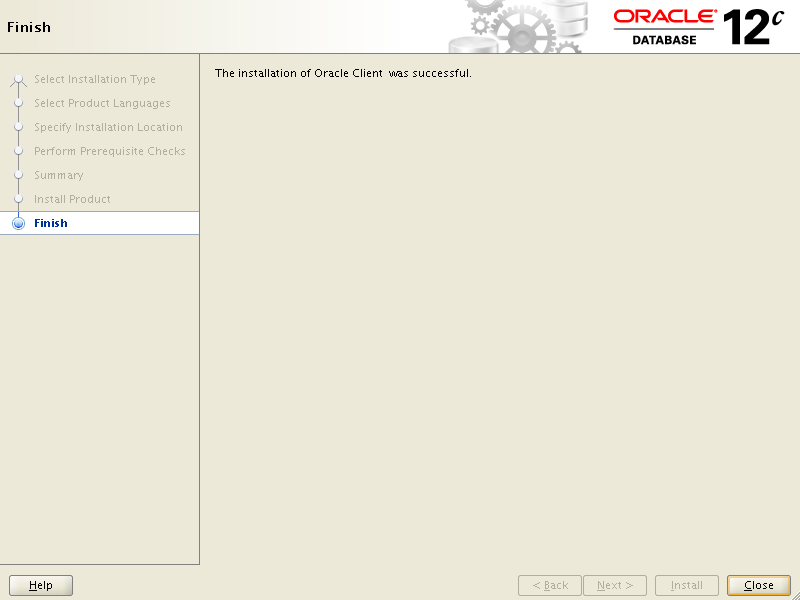 Finish
ORACLE®
DATABASE
12c
Select Installation Type
Select Product Languages
Specify Installation Location
Perform Prerequisite Checks
Summary
Install Product
Finish
The installation of Oracle Client  was successful.
Help
< Back
Next >
Install
Close